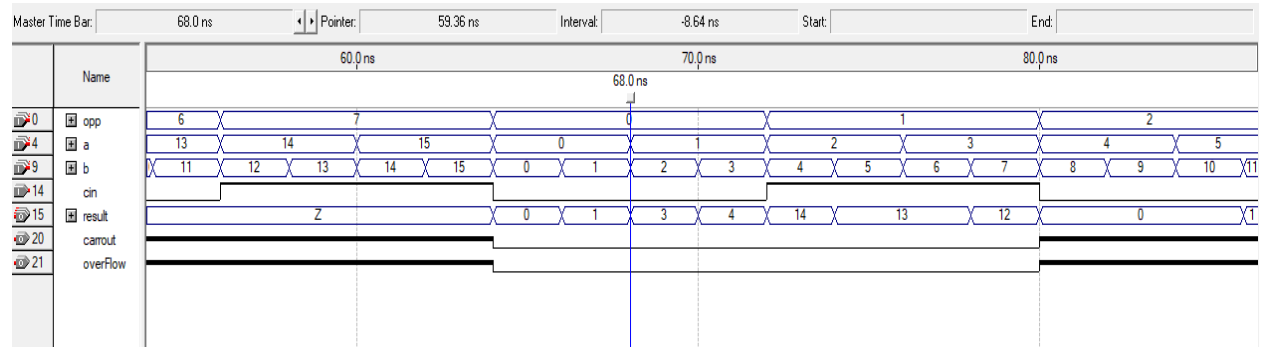 Master Time Bar: 68.0 ns Pointer: 59.36 ns Interval: -8.64 ns Start: End:
Name 60.0 ns 70.0 ns 80.0 ns
68.0 ns
0 opp 6 7 0 1 2
4 a 13 14 15 0 1 2 3 4 5
9 b 11 12 13 14 15 0 1 2 3 4 5 6 7 8 9 10 11
14 cin
15 result Z 0 1 3 4 14 13 12 0 1
20 carrout
21 overFlow